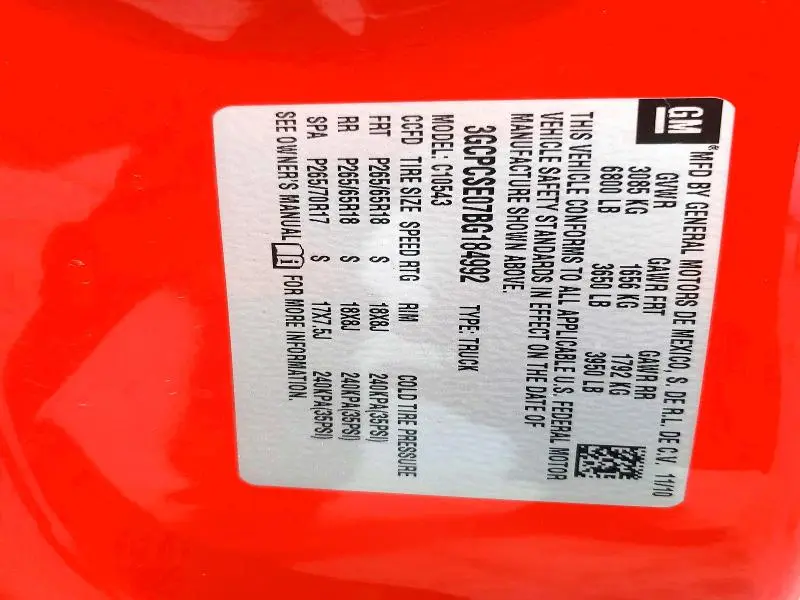 GM
®MFD BY GENERAL MOTORS DE MEXICO, S. DE R.L. DE C.V. 11/10
GVWR GAWR FRT GAWR RR
3085 KG 1656 KG 1792 KG
6800 LB 3650 LB 3950 LB
THIS VEHICLE CONFORMS TO ALL APPLICABLE U.S. FEDERAL MOTOR
VEHICLE SAFETY STANDARDS IN EFFECT ON THE DATE OF
MANUFACTURE SHOWN ABOVE.
3GCPCSE07BG184992 TYPE: TRUCK
MODEL: C10543
CCFD TIRE SIZE SPEED RTG RIM COLD TIRE PRESSURE
FRT P265/65R18 S 18X8J 240KPA(35PSI)
RR P265/65R18 S 18X8J 240KPA(35PSI)
SPA P265/70R17 S 17X7.5J 240KPA(35PSI)
SEE OWNER'S MANUAL FOR MORE INFORMATION.